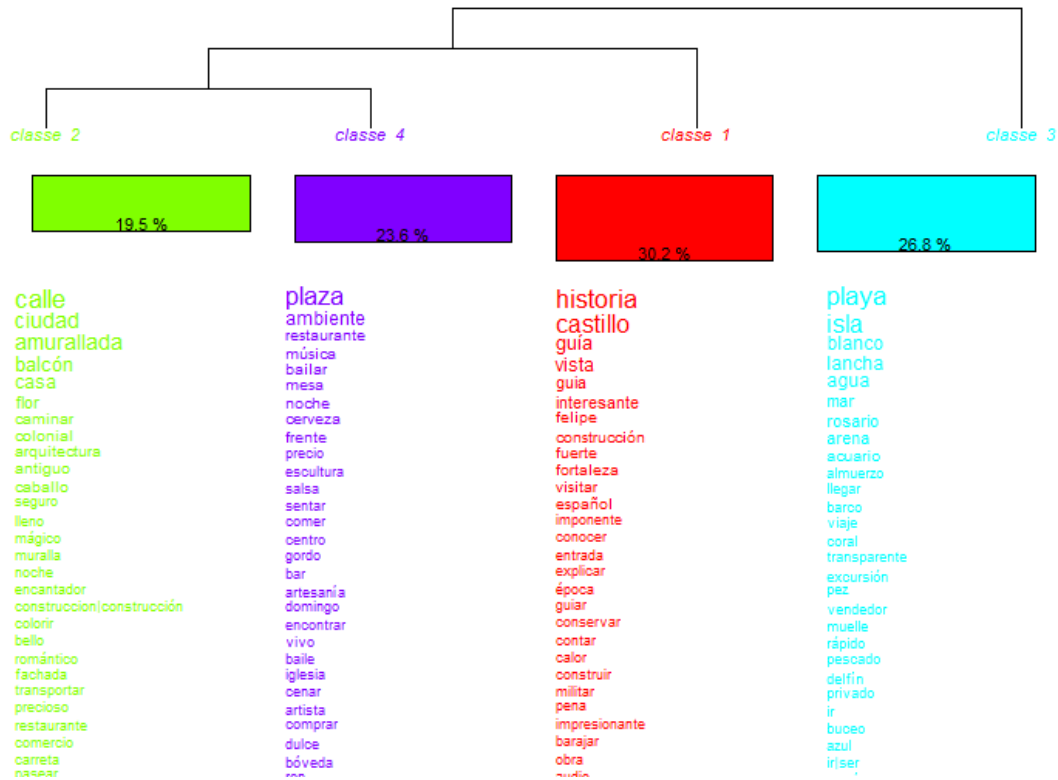 classe 2
classe 4
classe 1
classe 3
19.5 %
23.6 %
30.2 %
26.8 %
calle
ciudad
amurallada
balcón
casa
flor
caminar
colonial
arquitectura
antiguo
caballo
seguro
lleno
mágico
muralla
noche
encantador
construccion|construcción
colorir
bello
romántico
fachada
transportar
precioso
restaurante
comercio
carreta
pasear
plaza
ambiente
restaurante
música
bailar
mesa
noche
cerveza
frente
precio
escultura
salsa
sentar
comer
centro
gordo
bar
artesanía
domingo
encontrar
vivo
baile
iglesia
cenar
artista
comprar
dulce
bóveda
historia
castillo
guía
vista
guia
interesante
felipe
construcción
fuerte
fortaleza
visitar
español
imponente
conocer
entrada
explicar
época
guiar
conservar
contar
calor
construir
militar
pena
impresionante
barajar
obra
audio
playa
isla
blanco
lancha
agua
mar
rosario
arena
acuario
almuerzo
llegar
barco
viaje
coral
transparente
excursión
pez
vendedor
muelle
rápido
pescado
delfín
privado
ir
buceo
azul
ir|ser